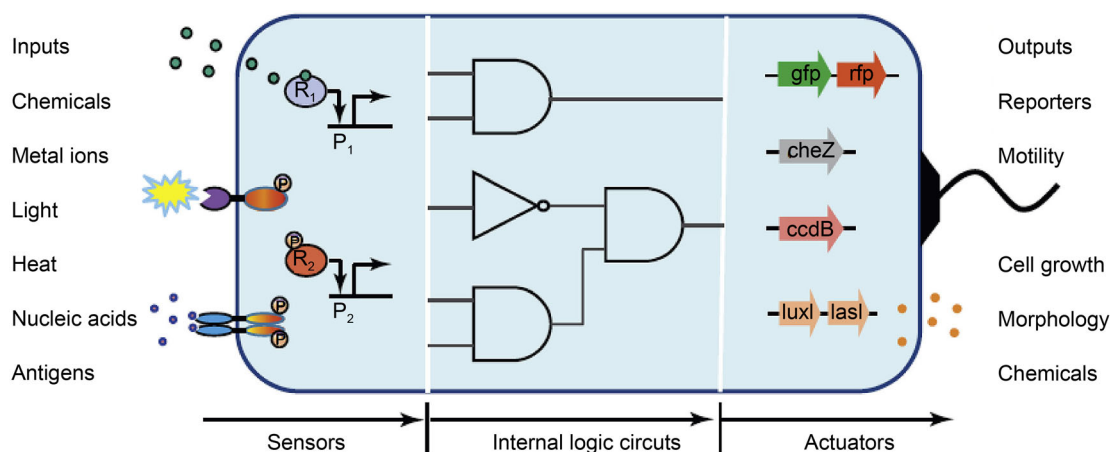 Inputs
Chemicals
Metal ions
Light
Heat
Nucleic acids
Antigens
R1
P1
P
P
R2
P2
P
P
gfp rfp
cheZ
ccdB
luxI lasI
Outputs
Reporters
Motility
Cell growth
Morphology
Chemicals
Sensors
Internal logic circuts
Actuators